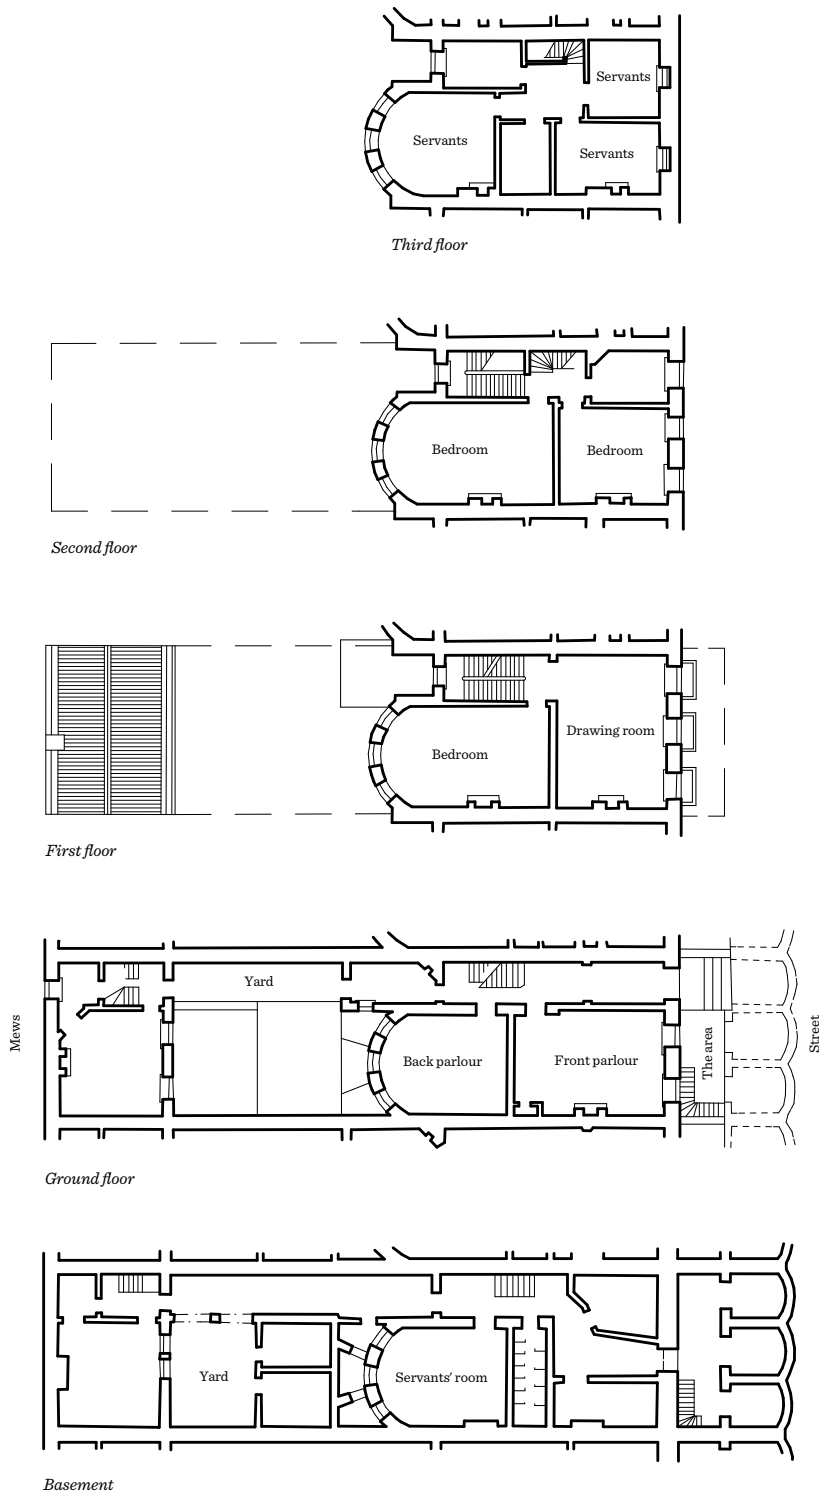 Servants
Servants
Servants
Third floor
Bedroom
Bedroom
Second floor
Drawing room
Bedroom
First floor
Yard
Mews
Back parlour
Front parlour
The area
Street
Ground floor
Yard
Servants' room
Basement